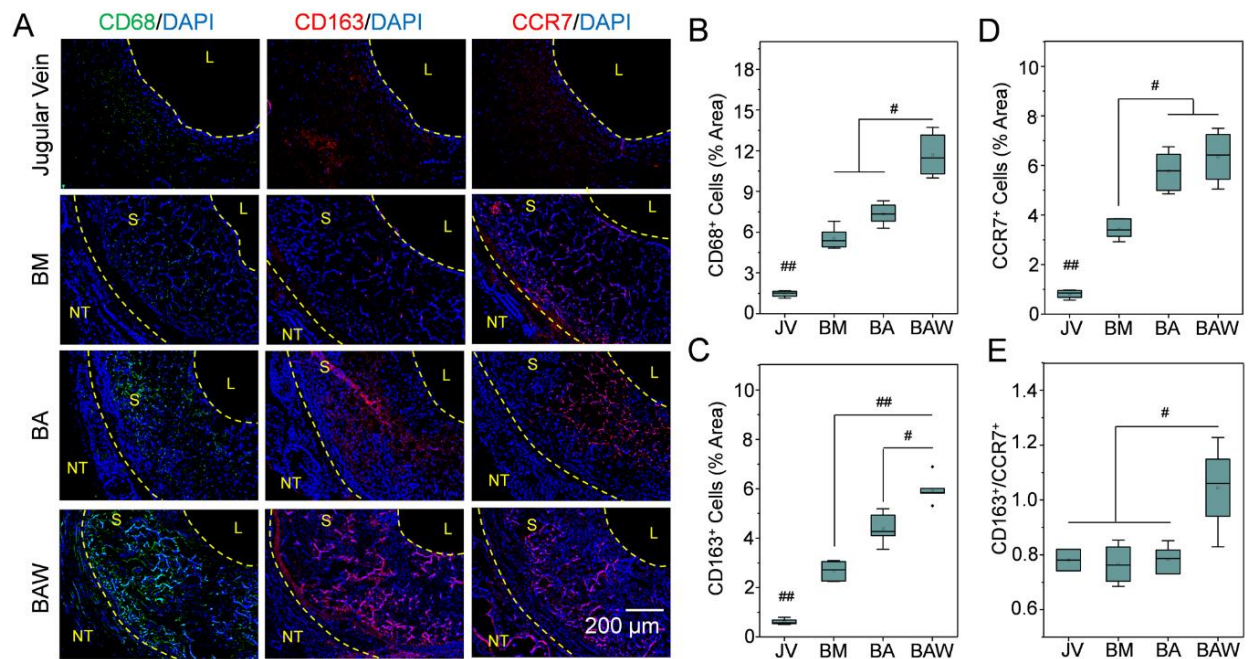 A
CD68/DAPI CD163/DAPI CCR7/DAPI
Jugular Vein
L L L
BM
S L S L S L
NT NT NT
BA
S L S L S L
NT NT NT
BAW
S L S L S L
NT NT NT
200 µm
B
CD68⁺ Cells (% Area)
18
15
12
9
6
3
0
##
#
JV BM BA BAW
C
CD163⁺ Cells (% Area)
10
8
6
4
2
0
##
##
#
JV BM BA BAW
D
CCR7⁺ Cells (% Area)
10
8
6
4
2
0
##
#
JV BM BA BAW
E
CD163⁺/CCR7⁺
1.4
1.2
1.0
0.8
0.6
#
JV BM BA BAW